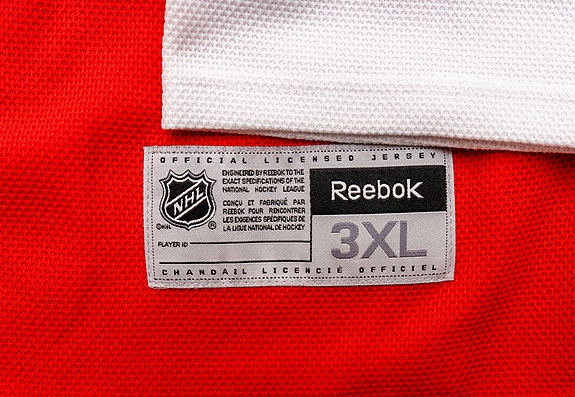 OFFICIAL LICENSED JERSEY
NHL
©NHL
®
ENGINEERED BY REEBOK TO THE
EXACT SPECIFICATIONS OF THE
NATIONAL HOCKEY LEAGUE
CONÇU ET FABRIQUÉ PAR
REEBOK POUR RENCONTRER
LES EXIGENCES SPÉCIFIQUES DE
LA LIGUE NATIONALE DE HOCKEY
PLAYER ID
Reebok
3XL
CHANDAIL LICENCIÉ OFFICIEL